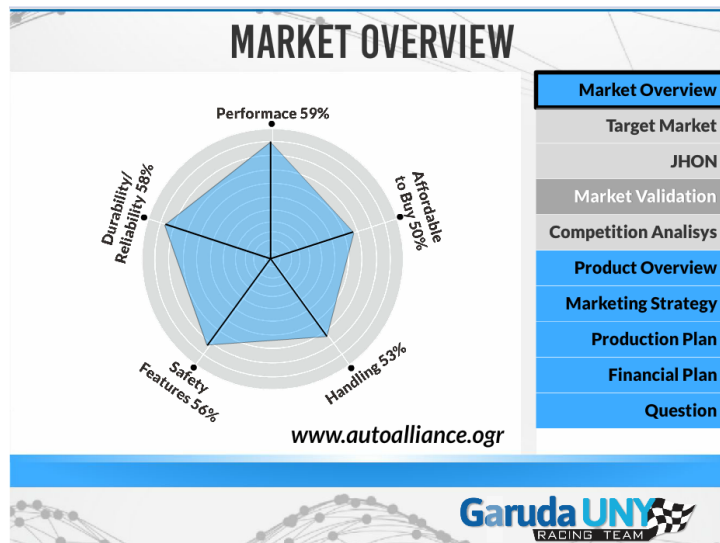 MARKET OVERVIEW
Performace 59%
Affordable
to Buy 50%
Handling 53%
Safety
Features 56%
Durability/
Reliability 58%
www.autoalliance.ogr
Market Overview
Target Market
JHON
Market Validation
Competition Analisys
Product Overview
Marketing Strategy
Production Plan
Financial Plan
Question
Garuda UNY
RACING TEAM